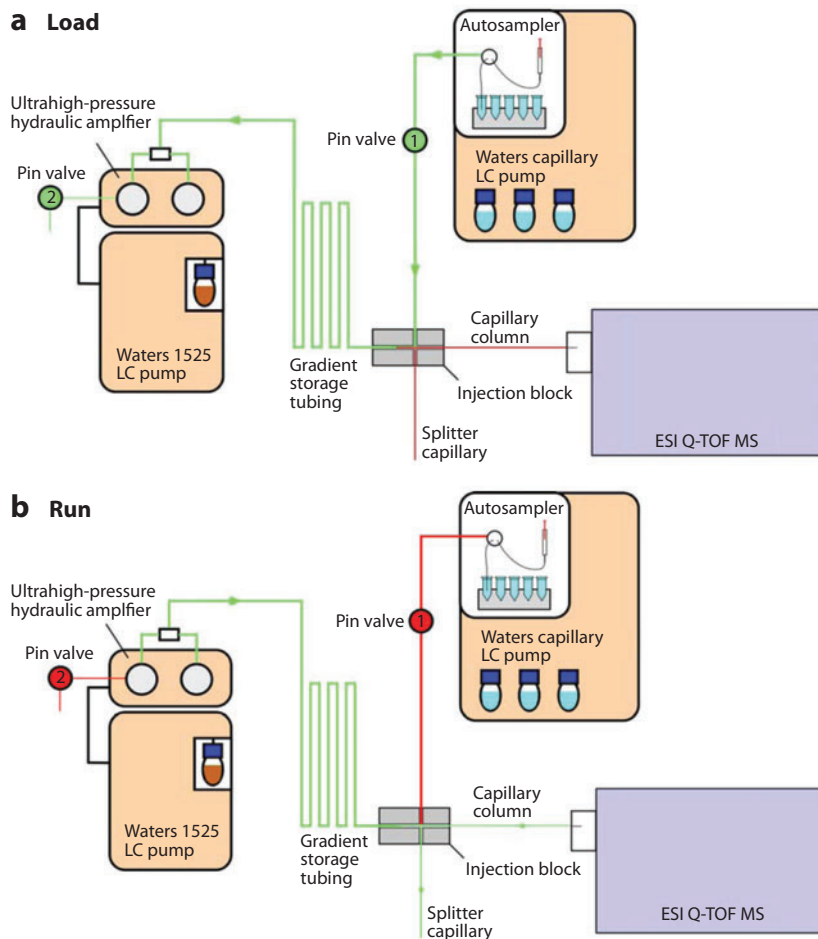 a Load
Autosampler
Ultrahigh-pressure
hydraulic amplfier
Pin valve
2
Pin valve
1
Waters capillary
LC pump
Waters 1525
LC pump
Gradient
storage
tubing
Capillary
column
Injection block
Splitter
capillary
ESI Q-TOF MS
b Run
Autosampler
Ultrahigh-pressure
hydraulic amplfier
Pin valve
2
Pin valve
1
Waters capillary
LC pump
Waters 1525
LC pump
Gradient
storage
tubing
Capillary
column
Injection block
Splitter
capillary
ESI Q-TOF MS